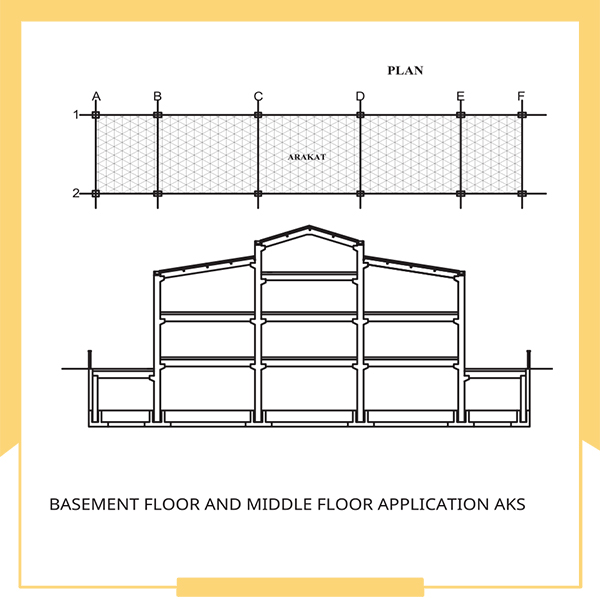 PLAN
A B C D E F
1
ARAKAT
2
BASEMENT FLOOR AND MIDDLE FLOOR APPLICATION AKS